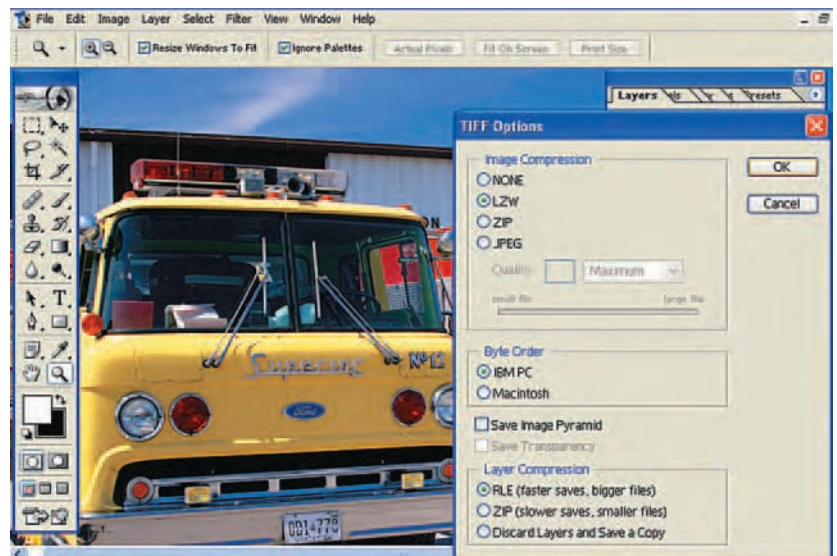 File Edit Image Layer Select Filter View Window Help
Resize Windows To Fit Ignore Palettes Actual Pixels Fit On Screen Print Size
Layers Presets
TIFF Options
Image Compression
NONE
LZW
ZIP
JPEG
Quality: Maximum
small file large file
OK
Cancel
Byte Order
IBM PC
Macintosh
Save Image Pyramid
Save Transparency
Layer Compression
RLE (faster saves, bigger files)
ZIP (slower saves, smaller files)
Discard Layers and Save a Copy
T
Nº12
Ford